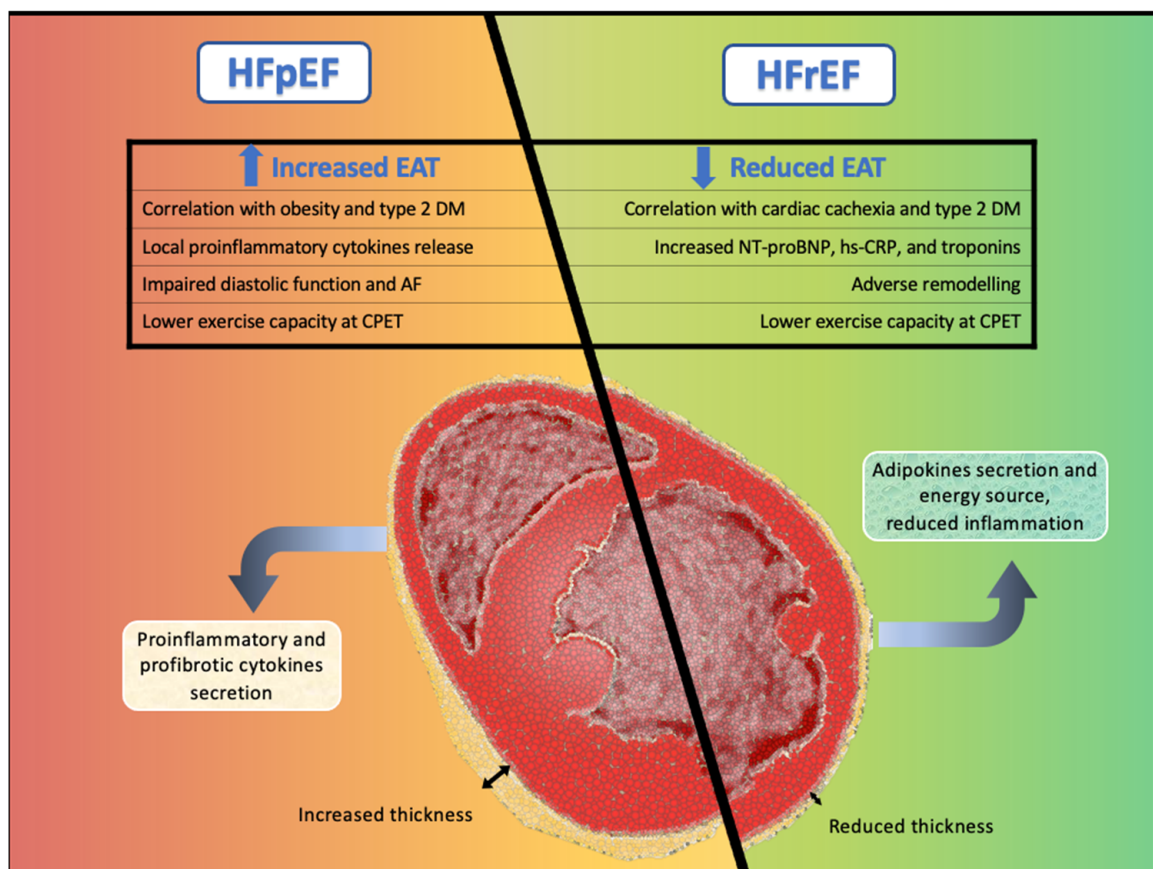 HFpEF
HFrEF
Increased EAT
Reduced EAT
Correlation with obesity and type 2 DM
Correlation with cardiac cachexia and type 2 DM
Local proinflammatory cytokines release
Increased NT-proBNP, hs-CRP, and troponins
Impaired diastolic function and AF
Adverse remodelling
Lower exercise capacity at CPET
Lower exercise capacity at CPET
Adipokines secretion and
energy source,
reduced inflammation
Proinflammatory and
profibrotic cytokines
secretion
Increased thickness
Reduced thickness